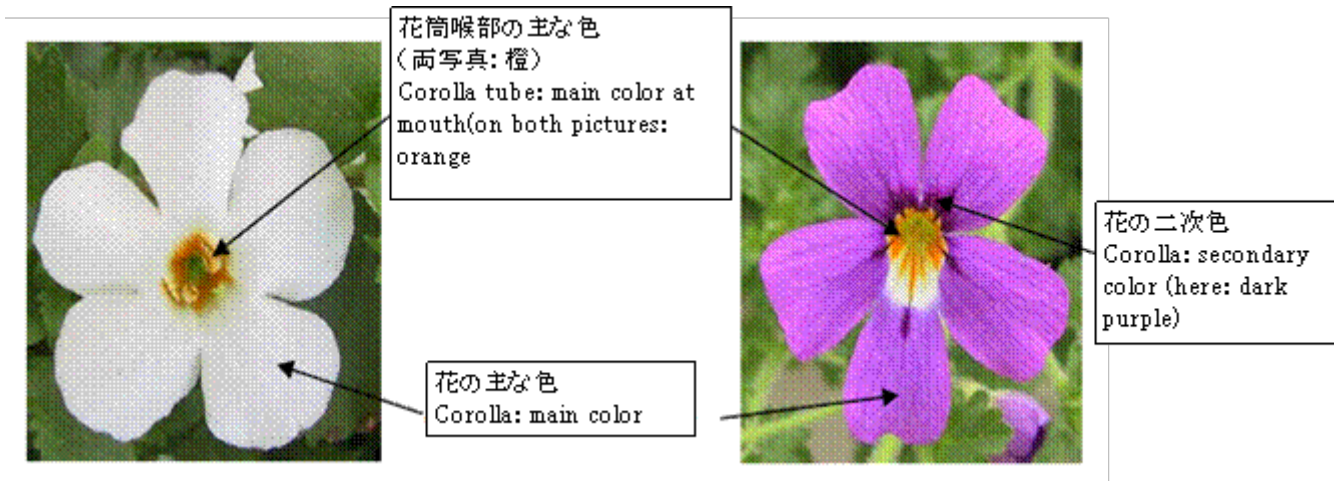 花筒喉部の主な色
（両写真：橙）
Corolla tube: main color at
mouth(on both pictures:
orange
花の二次色
Corolla: secondary
color (here: dark
purple)
花の主な色
Corolla: main color